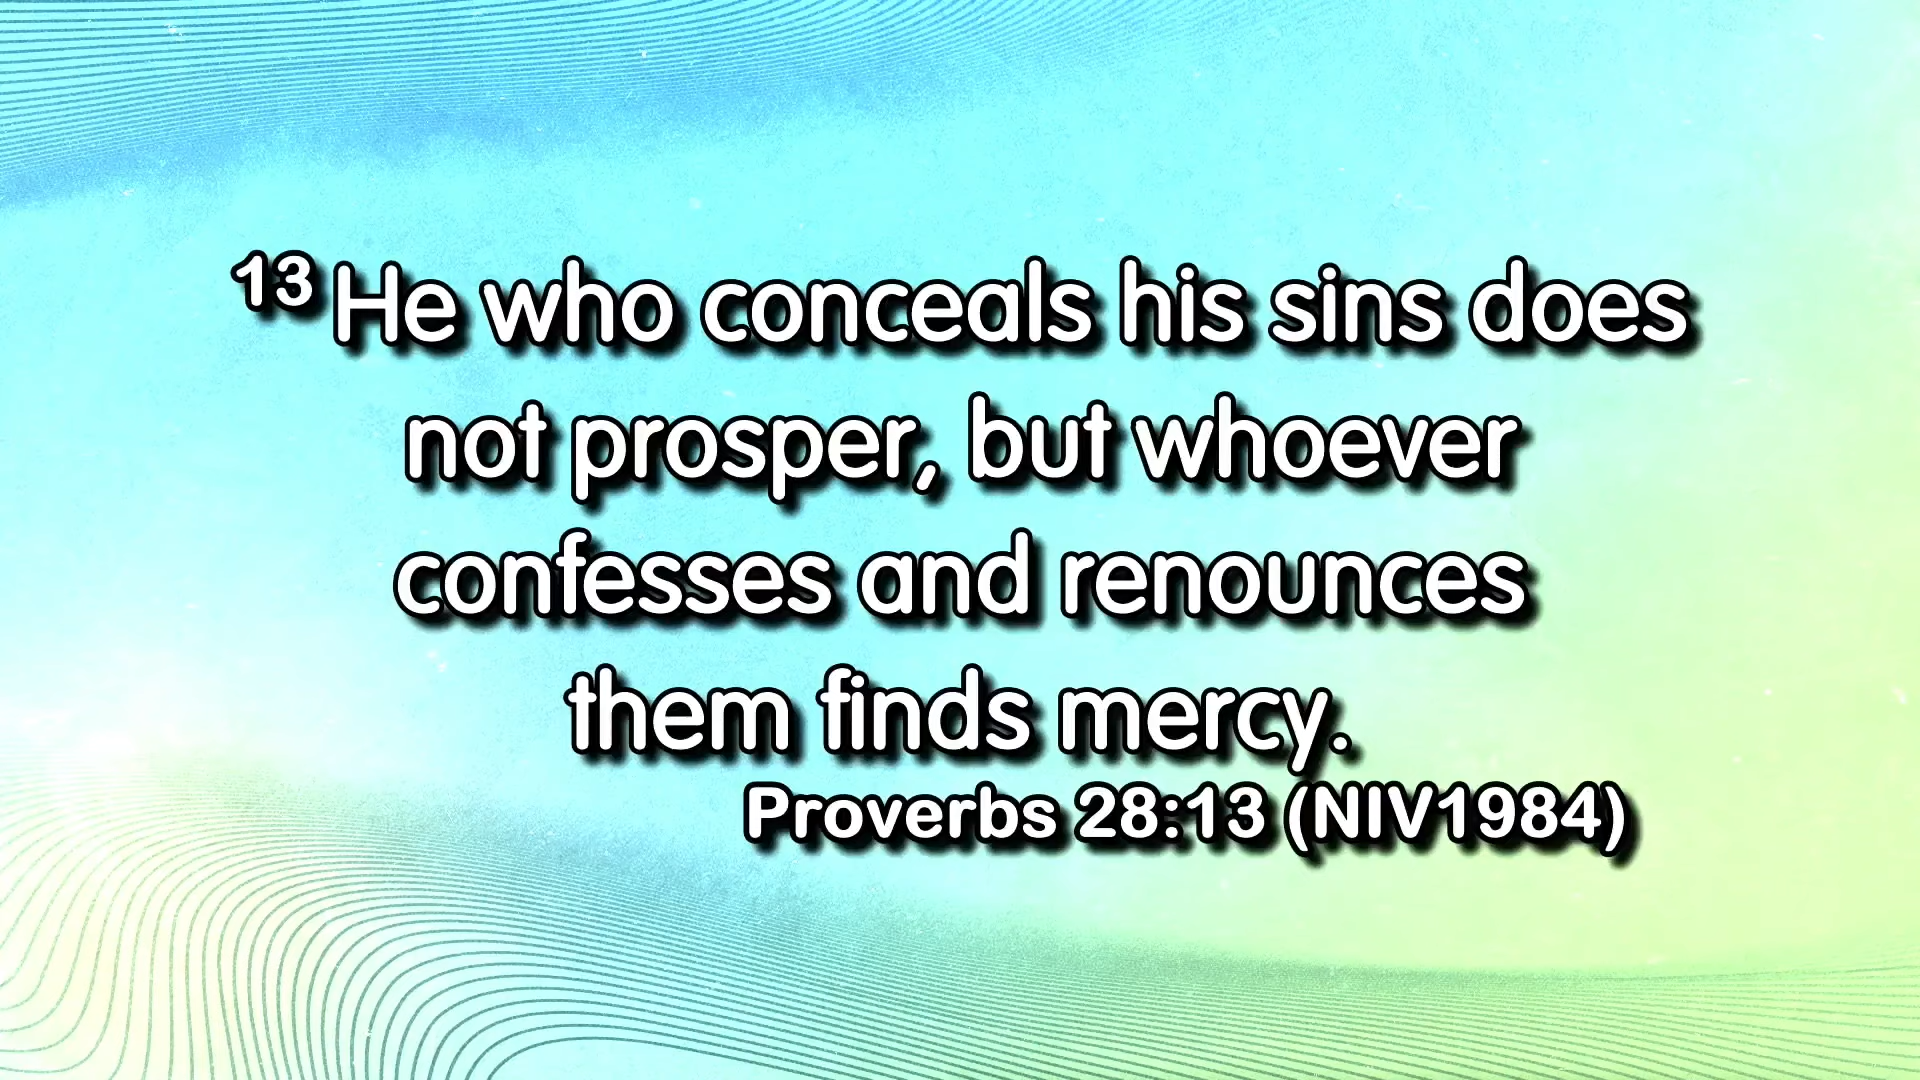 13 He who conceals his sins does
not prosper, but whoever
confesses and renounces
them finds mercy.
Proverbs 28:13 (NIV1984)